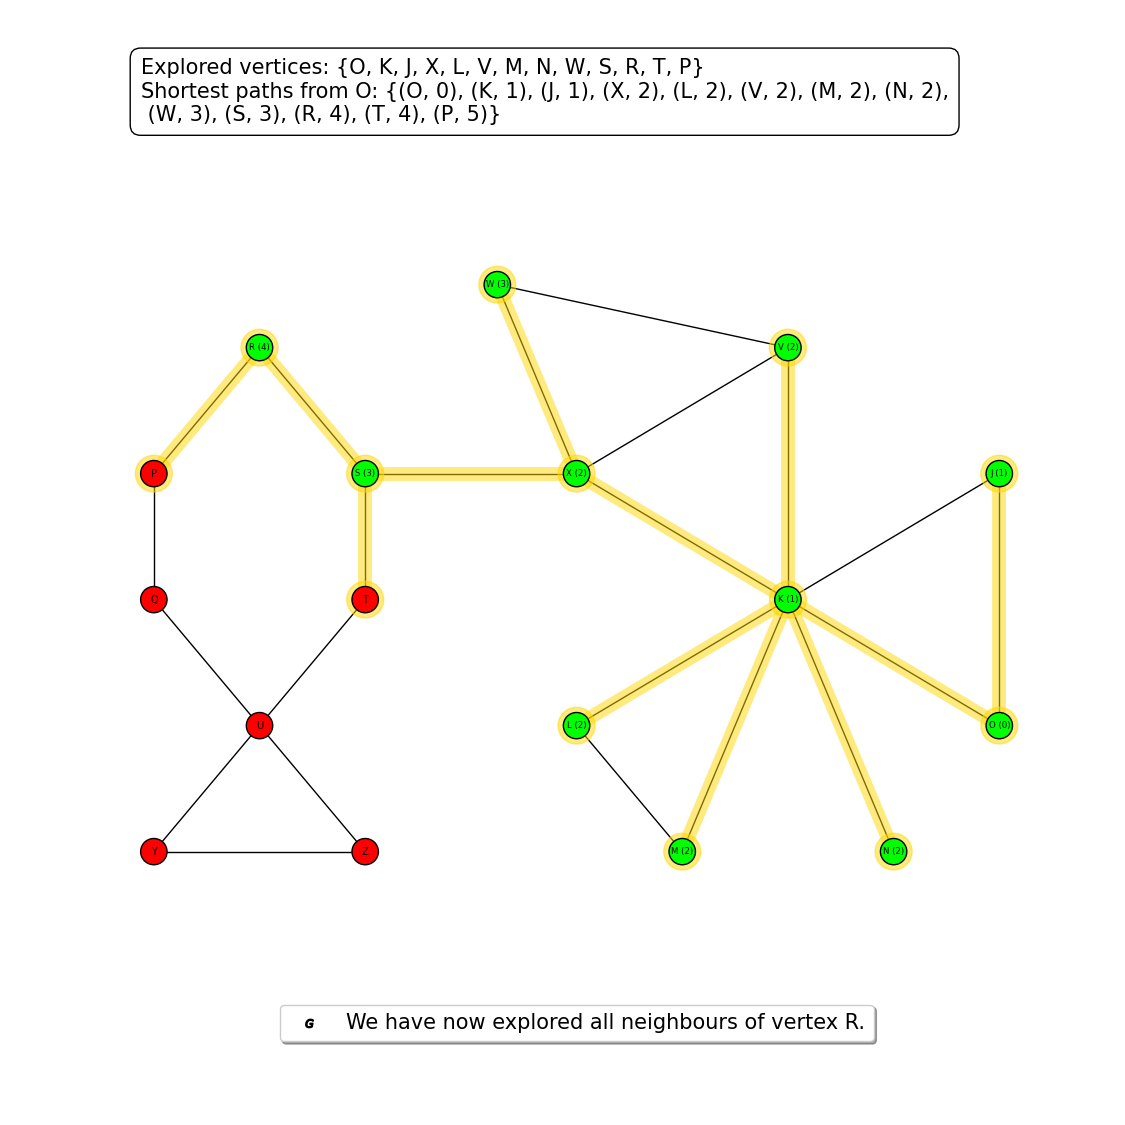 Explored vertices: {O, K, J, X, L, V, M, N, W, S, R, T, P}
Shortest paths from O: {(O, 0), (K, 1), (J, 1), (X, 2), (L, 2), (V, 2), (M, 2), (N, 2),
(W, 3), (S, 3), (R, 4), (T, 4), (P, 5)}
W (3)
R (4)
V (2)
P
S (3)
X (2)
J (1)
Q
T
K (1)
U
L (2)
O (0)
Y
Z
M (2)
N (2)
G We have now explored all neighbours of vertex R.